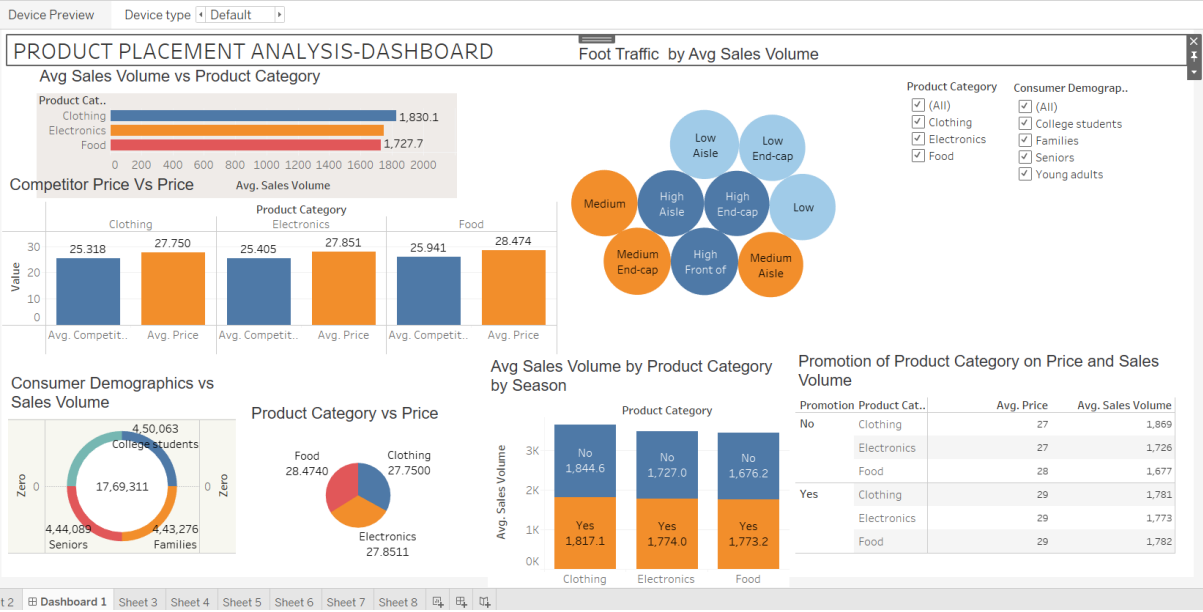 Device Preview
Device type
Default
PRODUCT PLACEMENT ANALYSIS-DASHBOARD
Foot Traffic by Avg Sales Volume
Avg Sales Volume vs Product Category
Product Cat..
Clothing
1,830.1
Electronics
Food
1,727.7
0 200 400 600 800 1000 1200 1400 1600 1800 2000
Avg. Sales Volume
Low
Aisle
Low
End-cap
Medium
High
Aisle
High
End-cap
Low
Medium
End-cap
High
Front of
Medium
Aisle
Product Category
(All)
Clothing
Electronics
Food
Consumer Demograp..
(All)
College students
Families
Seniors
Young adults
Competitor Price Vs Price
Product Category
Clothing Electronics Food
Value
30
20
10
0
25.318 27.750 25.405 27.851 25.941 28.474
Avg. Competit.. Avg. Price Avg. Competit.. Avg. Price Avg. Competit.. Avg. Price
Consumer Demographics vs
Sales Volume
Zero
0
4,50,063
College students
17,69,311
4,44,089
Seniors
4,43,276
Families
0
Zero
Product Category vs Price
Food
28.4740
Clothing
27.7500
Electronics
27.8511
Avg Sales Volume by Product Category
by Season
Product Category
Avg. Sales Volume
3K
2K
1K
0K
No
1,844.6
No
1,727.0
No
1,676.2
Yes
1,817.1
Yes
1,774.0
Yes
1,773.2
Clothing Electronics Food
Promotion of Product Category on Price and Sales
Volume
Promotion Product Cat.. Avg. Price Avg. Sales Volume
No Clothing 27 1,869
Electronics 27 1,726
Food 28 1,677
Yes Clothing 29 1,781
Electronics 29 1,773
Food 29 1,782
t 2 Dashboard 1 Sheet 3 Sheet 4 Sheet 5 Sheet 6 Sheet 7 Sheet 8